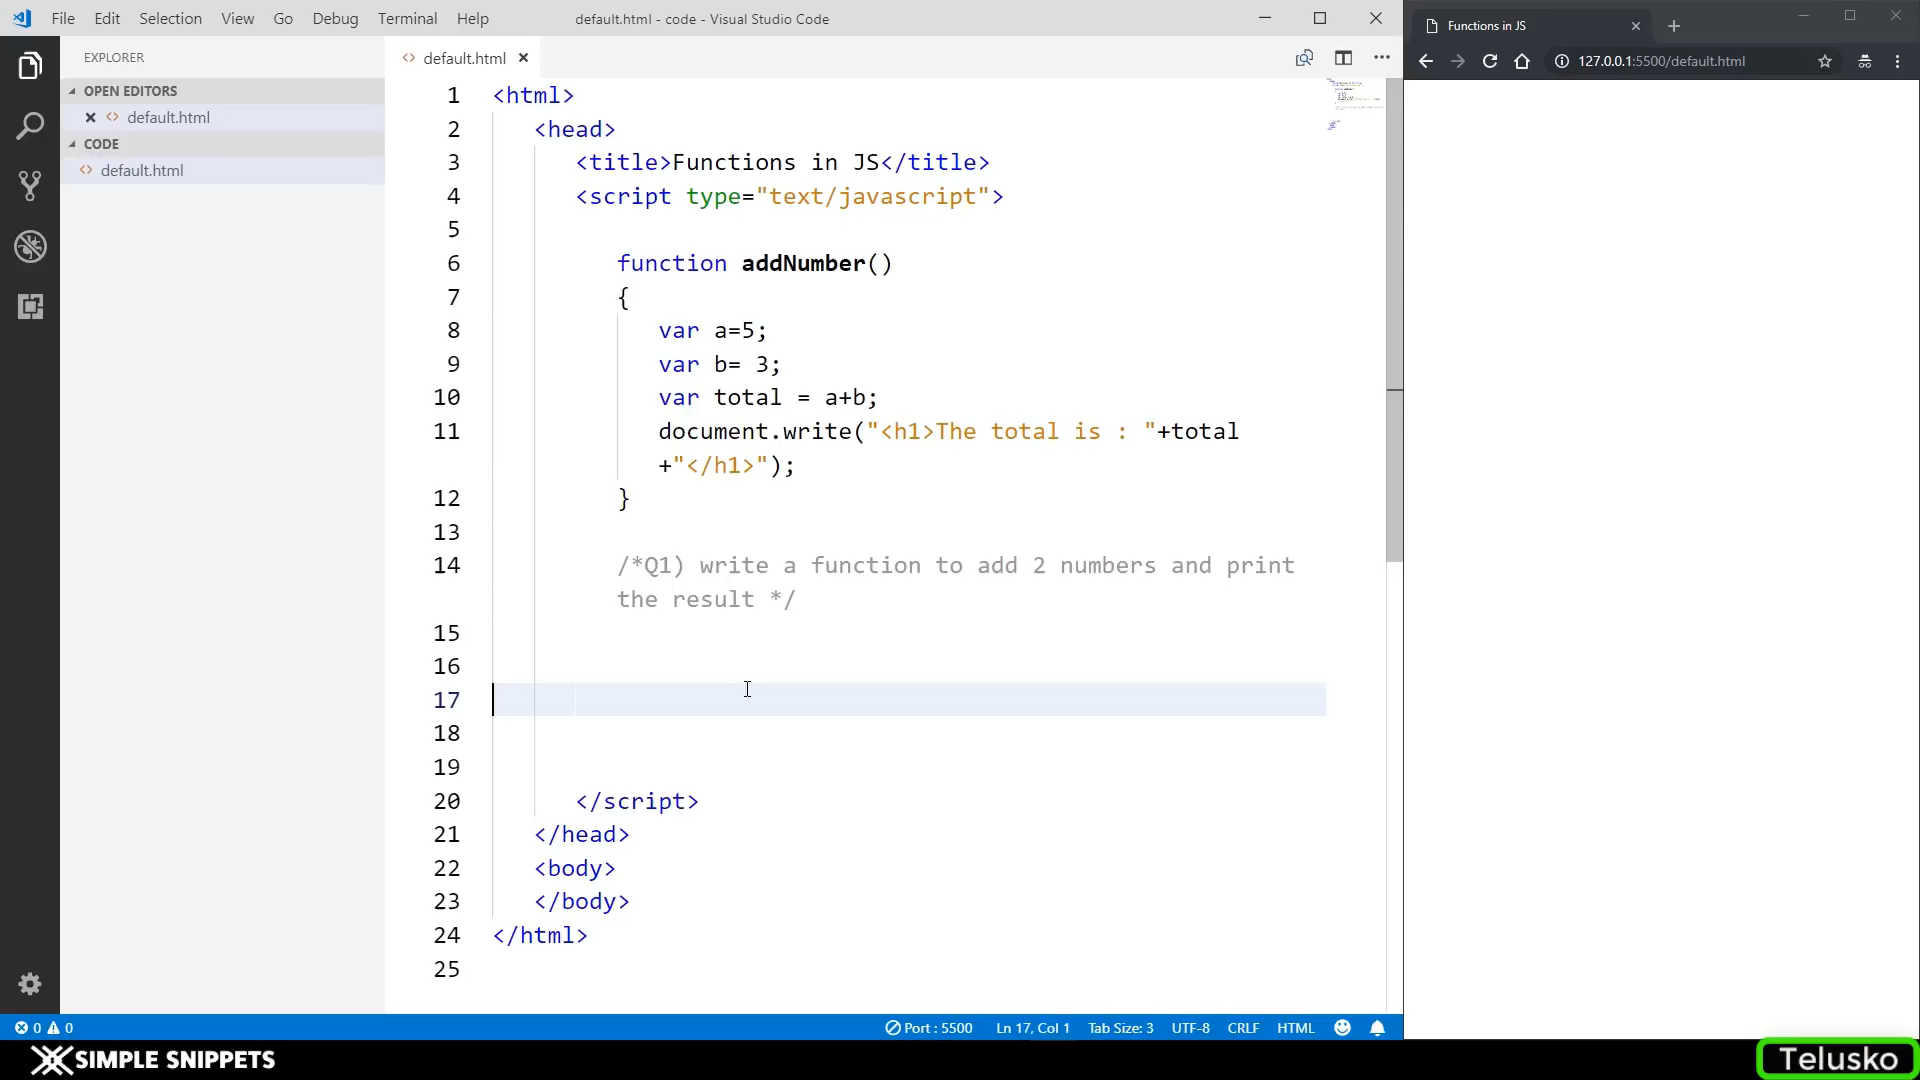 File Edit Selection View Go Debug Terminal Help
default.html - code - Visual Studio Code
Functions in JS
127.0.0.1:5500/default.html
EXPLORER
OPEN EDITORS
default.html
CODE
default.html
default.html
1 <html>
2 <head>
3 <title>Functions in JS</title>
4 <script type="text/javascript">
5
6 function addNumber()
7 {
8 var a=5;
9 var b= 3;
10 var total = a+b;
11 document.write("<h1>The total is : "+total
+"</h1>");
12 }
13
14 /*Q1) write a function to add 2 numbers and print
the result */
15
16
17
18
19
20 </script>
21 </head>
22 <body>
23 </body>
24 </html>
25
0 0
Port : 5500 Ln 17, Col 1 Tab Size: 3 UTF-8 CRLF HTML
SIMPLE SNIPPETS
Telusko